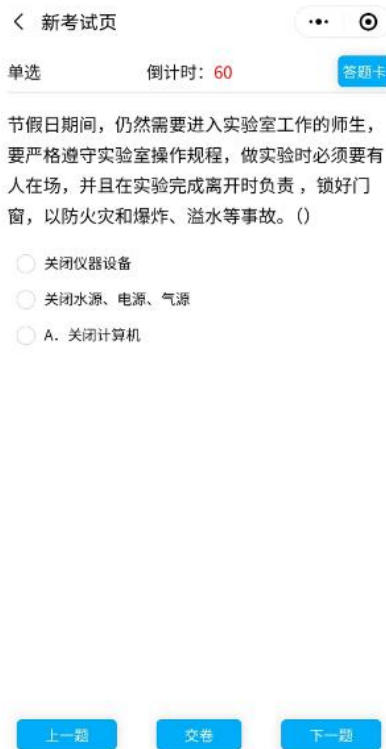 新考试页
单选 倒计时：60 答题卡
节假日期间，仍然需要进入实验室工作的师生，
要严格遵守实验室操作规程，做实验时必须要有
人在场，并且在实验完成离开时负责，锁好门
窗，以防火灾和爆炸、溢水等事故。()
关闭仪器设备
关闭水源、电源、气源
A. 关闭计算机
上一题 交卷 下一题